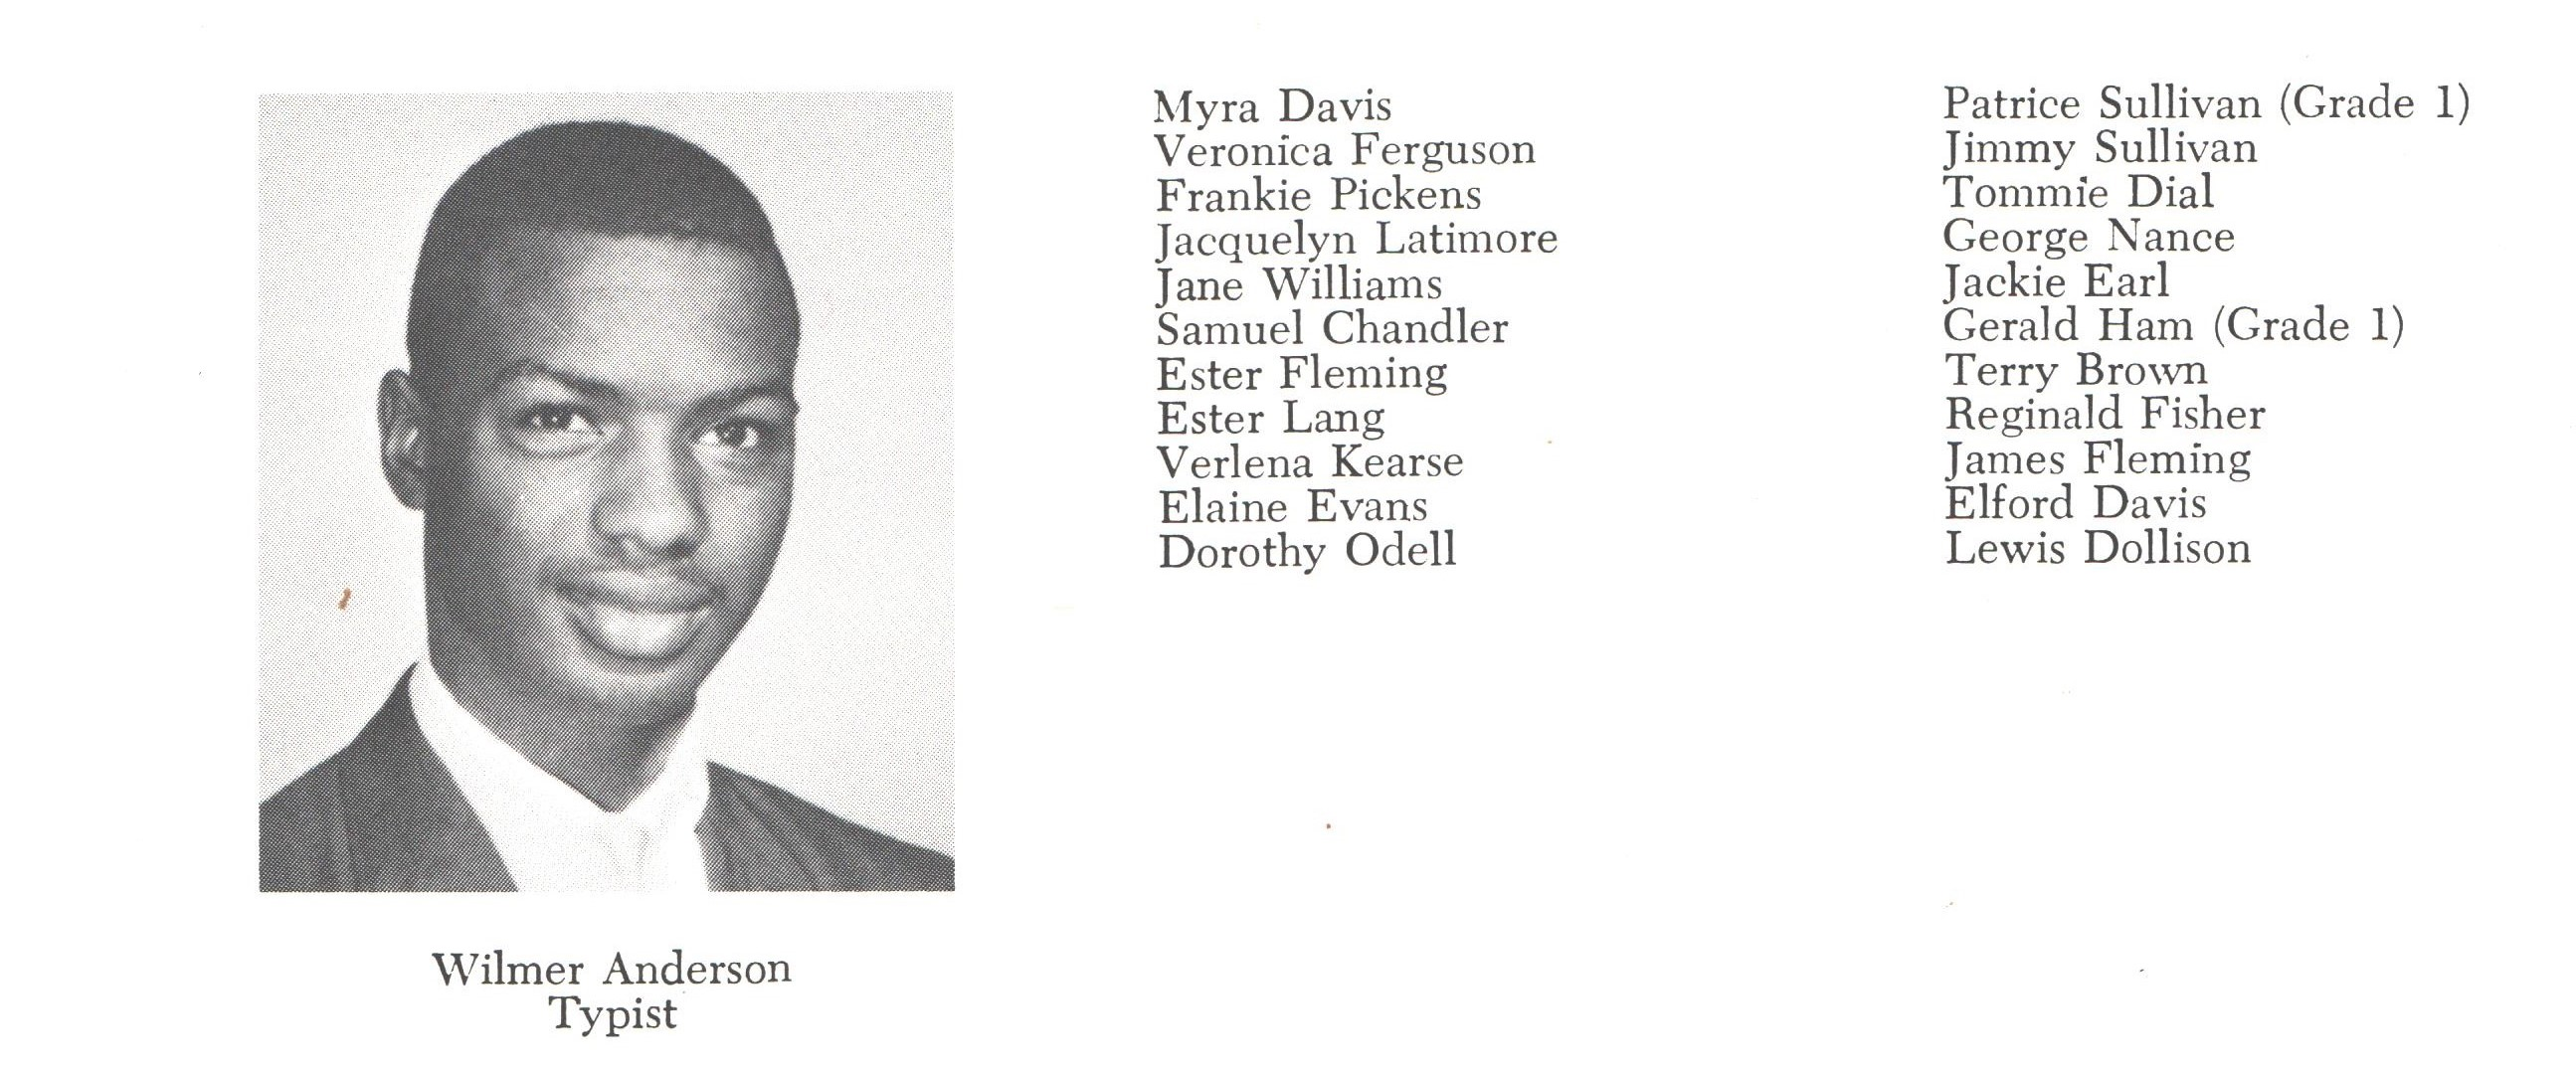 Wilmer Anderson
Typist
Myra Davis
Veronica Ferguson
Frankie Pickens
Jacquelyn Latimore
Jane Williams
Samuel Chandler
Ester Fleming
Ester Lang
Verlena Kearse
Elaine Evans
Dorothy Odell
Patrice Sullivan (Grade 1)
Jimmy Sullivan
Tommie Dial
George Nance
Jackie Earl
Gerald Ham (Grade 1)
Terry Brown
Reginald Fisher
James Fleming
Elford Davis
Lewis Dollison